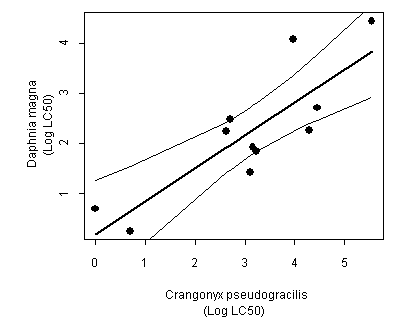 4
3
2
1
Daphnia magna
(Log LC50)
0 1 2 3 4 5
Crangonyx pseudogracilis
(Log LC50)